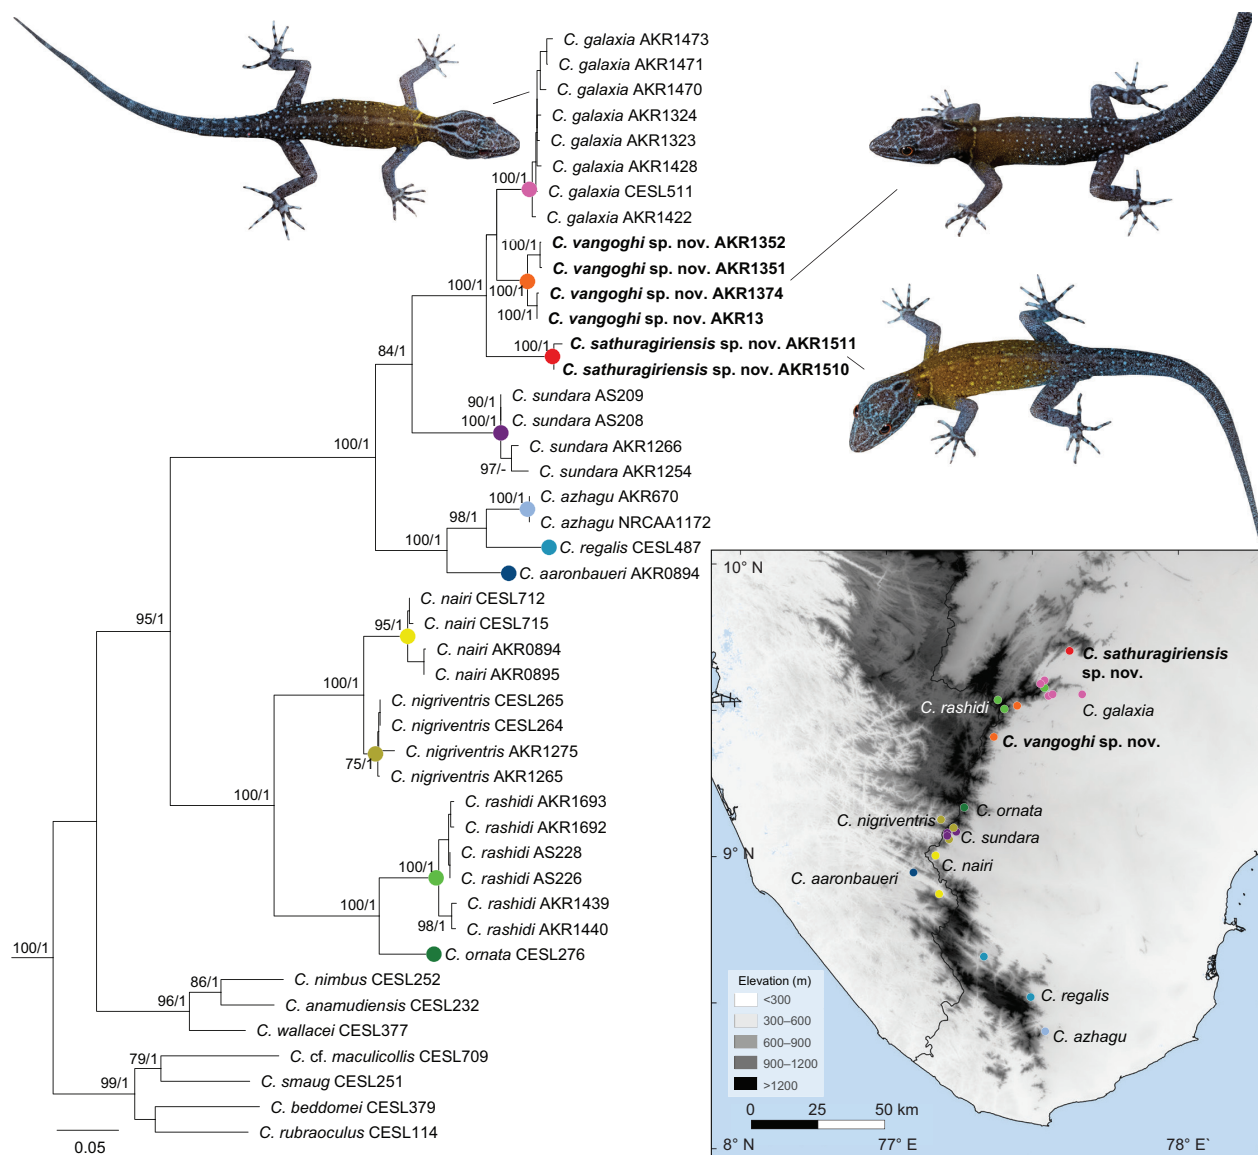 C. galaxia AKR1473
C. galaxia AKR1471
C. galaxia AKR1470
C. galaxia AKR1324
C. galaxia AKR1323
C. galaxia AKR1428
100/1
C. galaxia CESL511
C. galaxia AKR1422
100/1
C. vangoghi sp. nov. AKR1352
C. vangoghi sp. nov. AKR1351
100/1
100/1
C. vangoghi sp. nov. AKR1374
100/1
C. vangoghi sp. nov. AKR13
100/1
C. sathuragiriensis sp. nov. AKR1511
C. sathuragiriensis sp. nov. AKR1510
84/1
C. sundara AS209
90/1
C. sundara AS208
100/1
C. sundara AKR1266
97/-
C. sundara AKR1254
100/1
C. azhagu AKR670
100/1
C. azhagu NRCAA1172
98/1
C. regalis CESL487
100/1
C. aaronbaueri AKR0894
C. nairi CESL712
C. nairi CESL715
95/1
95/1
C. nairi AKR0894
C. nairi AKR0895
100/1
C. nigriventris CESL265
C. nigriventris CESL264
C. nigriventris AKR1275
75/1
C. nigriventris AKR1265
100/1
C. rashidi AKR1693
C. rashidi AKR1692
C. rashidi AS228
100/1
C. rashidi AS226
C. rashidi AKR1439
100/1
98/1
C. rashidi AKR1440
C. ornata CESL276
100/1
C. nimbus CESL252
86/1
C. anamudiensis CESL232
96/1
C. wallacei CESL377
C. cf. maculicollis CESL709
79/1
C. smaug CESL251
99/1
C. beddomei CESL379
C. rubraoculus CESL114
0.05
10° N
C. sathuragiriensis
sp. nov.
C. rashidi
C. galaxia
C. vangoghi sp. nov.
C. ornata
C. nigriventris
C. sundara
9° N
C. nairi
C. aaronbaueri
C. regalis
C. azhagu
Elevation (m)
<300
300–600
600–900
900–1200
>1200
0 25 50 km
8° N
77° E
78° E`